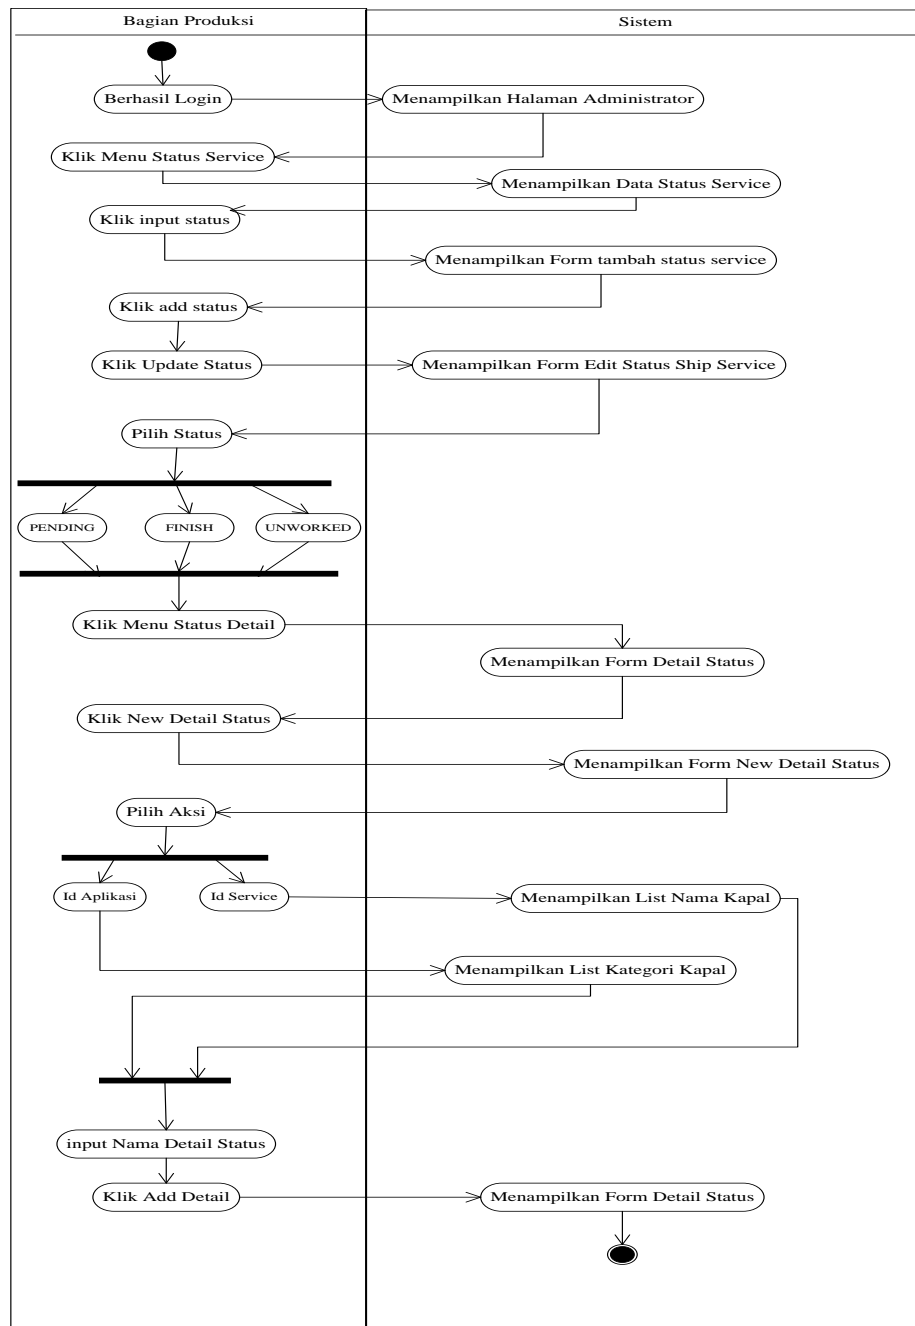 Bagian Produksi
Sistem
Berhasil Login
Menampilkan Halaman Administrator
Klik Menu Status Service
Menampilkan Data Status Service
Klik input status
Menampilkan Form tambah status service
Klik add status
Klik Update Status
Menampilkan Form Edit Status Ship Service
Pilih Status
PENDING
FINISH
UNWORKED
Klik Menu Status Detail
Menampilkan Form Detail Status
Klik New Detail Status
Menampilkan Form New Detail Status
Pilih Aksi
Id Aplikasi
Id Service
Menampilkan List Nama Kapal
Menampilkan List Kategori Kapal
input Nama Detail Status
Klik Add Detail
Menampilkan Form Detail Status